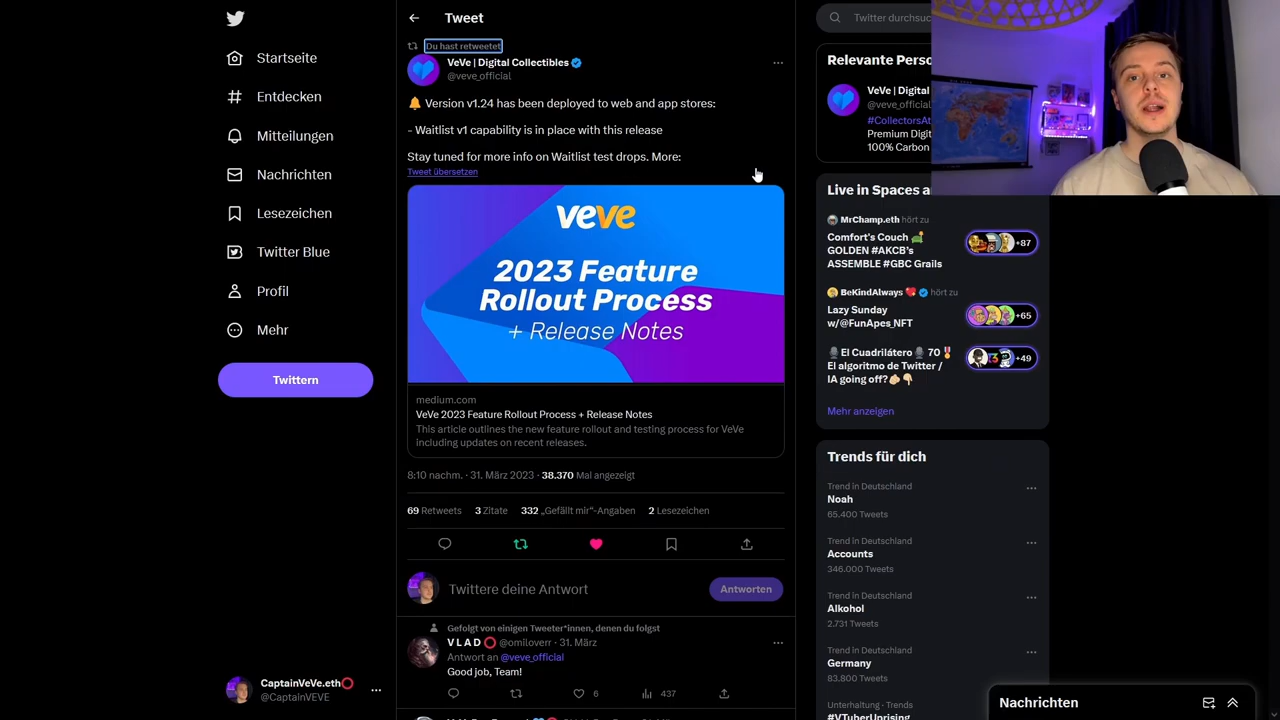 Startseite
Entdecken
Mitteilungen
Nachrichten
Lesezeichen
Twitter Blue
Profil
Mehr
Twittern
CaptainVeVe.eth⭕
@CaptainVEVE
Tweet
Du hast retweetet
VeVe | Digital Collectibles
@veve_official
🔔 Version v1.24 has been deployed to web and app stores:
- Waitlist v1 capability is in place with this release
Stay tuned for more info on Waitlist test drops. More:
Tweet übersetzen
veve
2023 Feature
Rollout Process
+ Release Notes
medium.com
VeVe 2023 Feature Rollout Process + Release Notes
This article outlines the new feature rollout and testing process for VeVe
including updates on recent releases.
8:10 nachm. · 31. März 2023 · 38.370 Mal angezeigt
69 Retweets 3 Zitate 332 „Gefällt mir“-Angaben 2 Lesezeichen
Twittere deine Antwort
Antworten
Gefolgt von einigen Tweeter*innen, denen du folgst
V L A D ⭕ @omiloverr · 31. März
Antwort an @veve_official
Good job, Team!
6 437
Twitter durchsuc
Relevante Perso
VeVe | Digital
@veve_official
#CollectorsAt
Premium Digit
100% Carbon
Live in Spaces a
MrChamp.eth hört zu
Comfort's Couch 🛋️
GOLDEN #AKCB's
ASSEMBLE #GBC Grails
+87
BeKindAlways hört zu
Lazy Sunday
w/@FunApes_NFT
+65
El Cuadrilátero 70
El algoritmo de Twitter /
IA going off?
+49
Mehr anzeigen
Trends für dich
Trend in Deutschland
Noah
65.400 Tweets
Trend in Deutschland
Accounts
346.000 Tweets
Trend in Deutschland
Alkohol
2.731 Tweets
Trend in Deutschland
Germany
83.800 Tweets
Unterhaltung · Trends
#VTuberUprising
Nachrichten